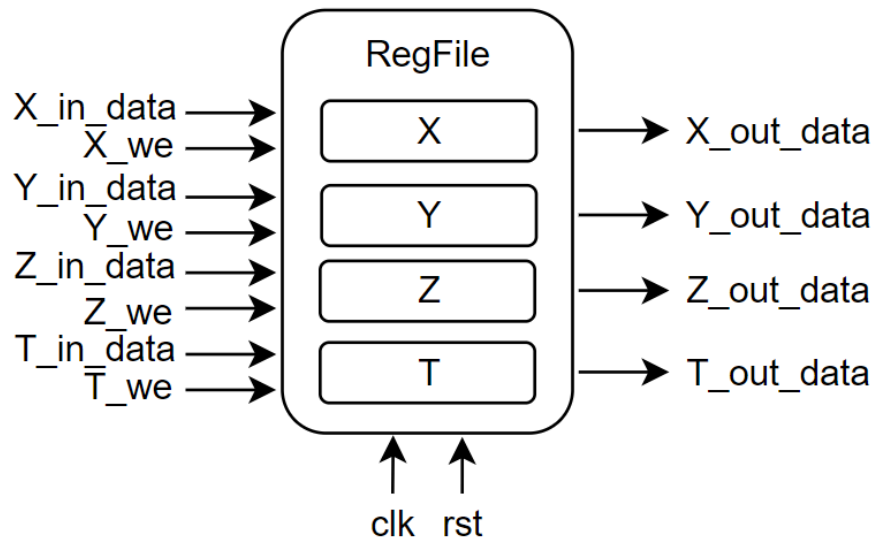 RegFile
X_in_data
X_we
X
X_out_data
Y_in_data
Y_we
Y
Y_out_data
Z_in_data
Z_we
Z
Z_out_data
T_in_data
T_we
T
T_out_data
clk rst